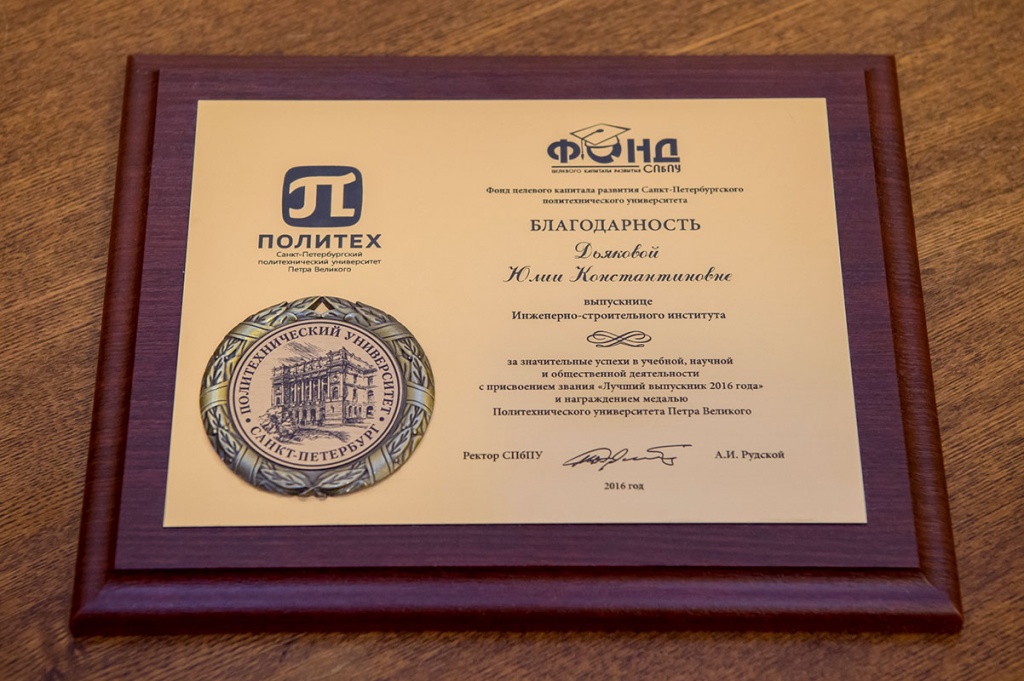 ПОЛИТЕХ
Санкт-Петербургский
политехнический университет
Петра Великого
ПОЛИТЕХНИЧЕСКИЙ УНИВЕРСИТЕТ
• САНКТ-ПЕТЕРБУРГ •
ФОНД
ЦЕЛЕВОГО КАПИТАЛА РАЗВИТИЯ СПбПУ
Фонд целевого капитала развития Санкт-Петербургского
политехнического университета
БЛАГОДАРНОСТЬ
Дьяковой
Юлии Константиновне
выпускнице
Инженерно-строительного института
за значительные успехи в учебной, научной
и общественной деятельности
с присвоением звания «Лучший выпускник 2016 года»
и награждением медалью
Политехнического университета Петра Великого
Ректор СПбПУ А.И. Рудской
2016 год